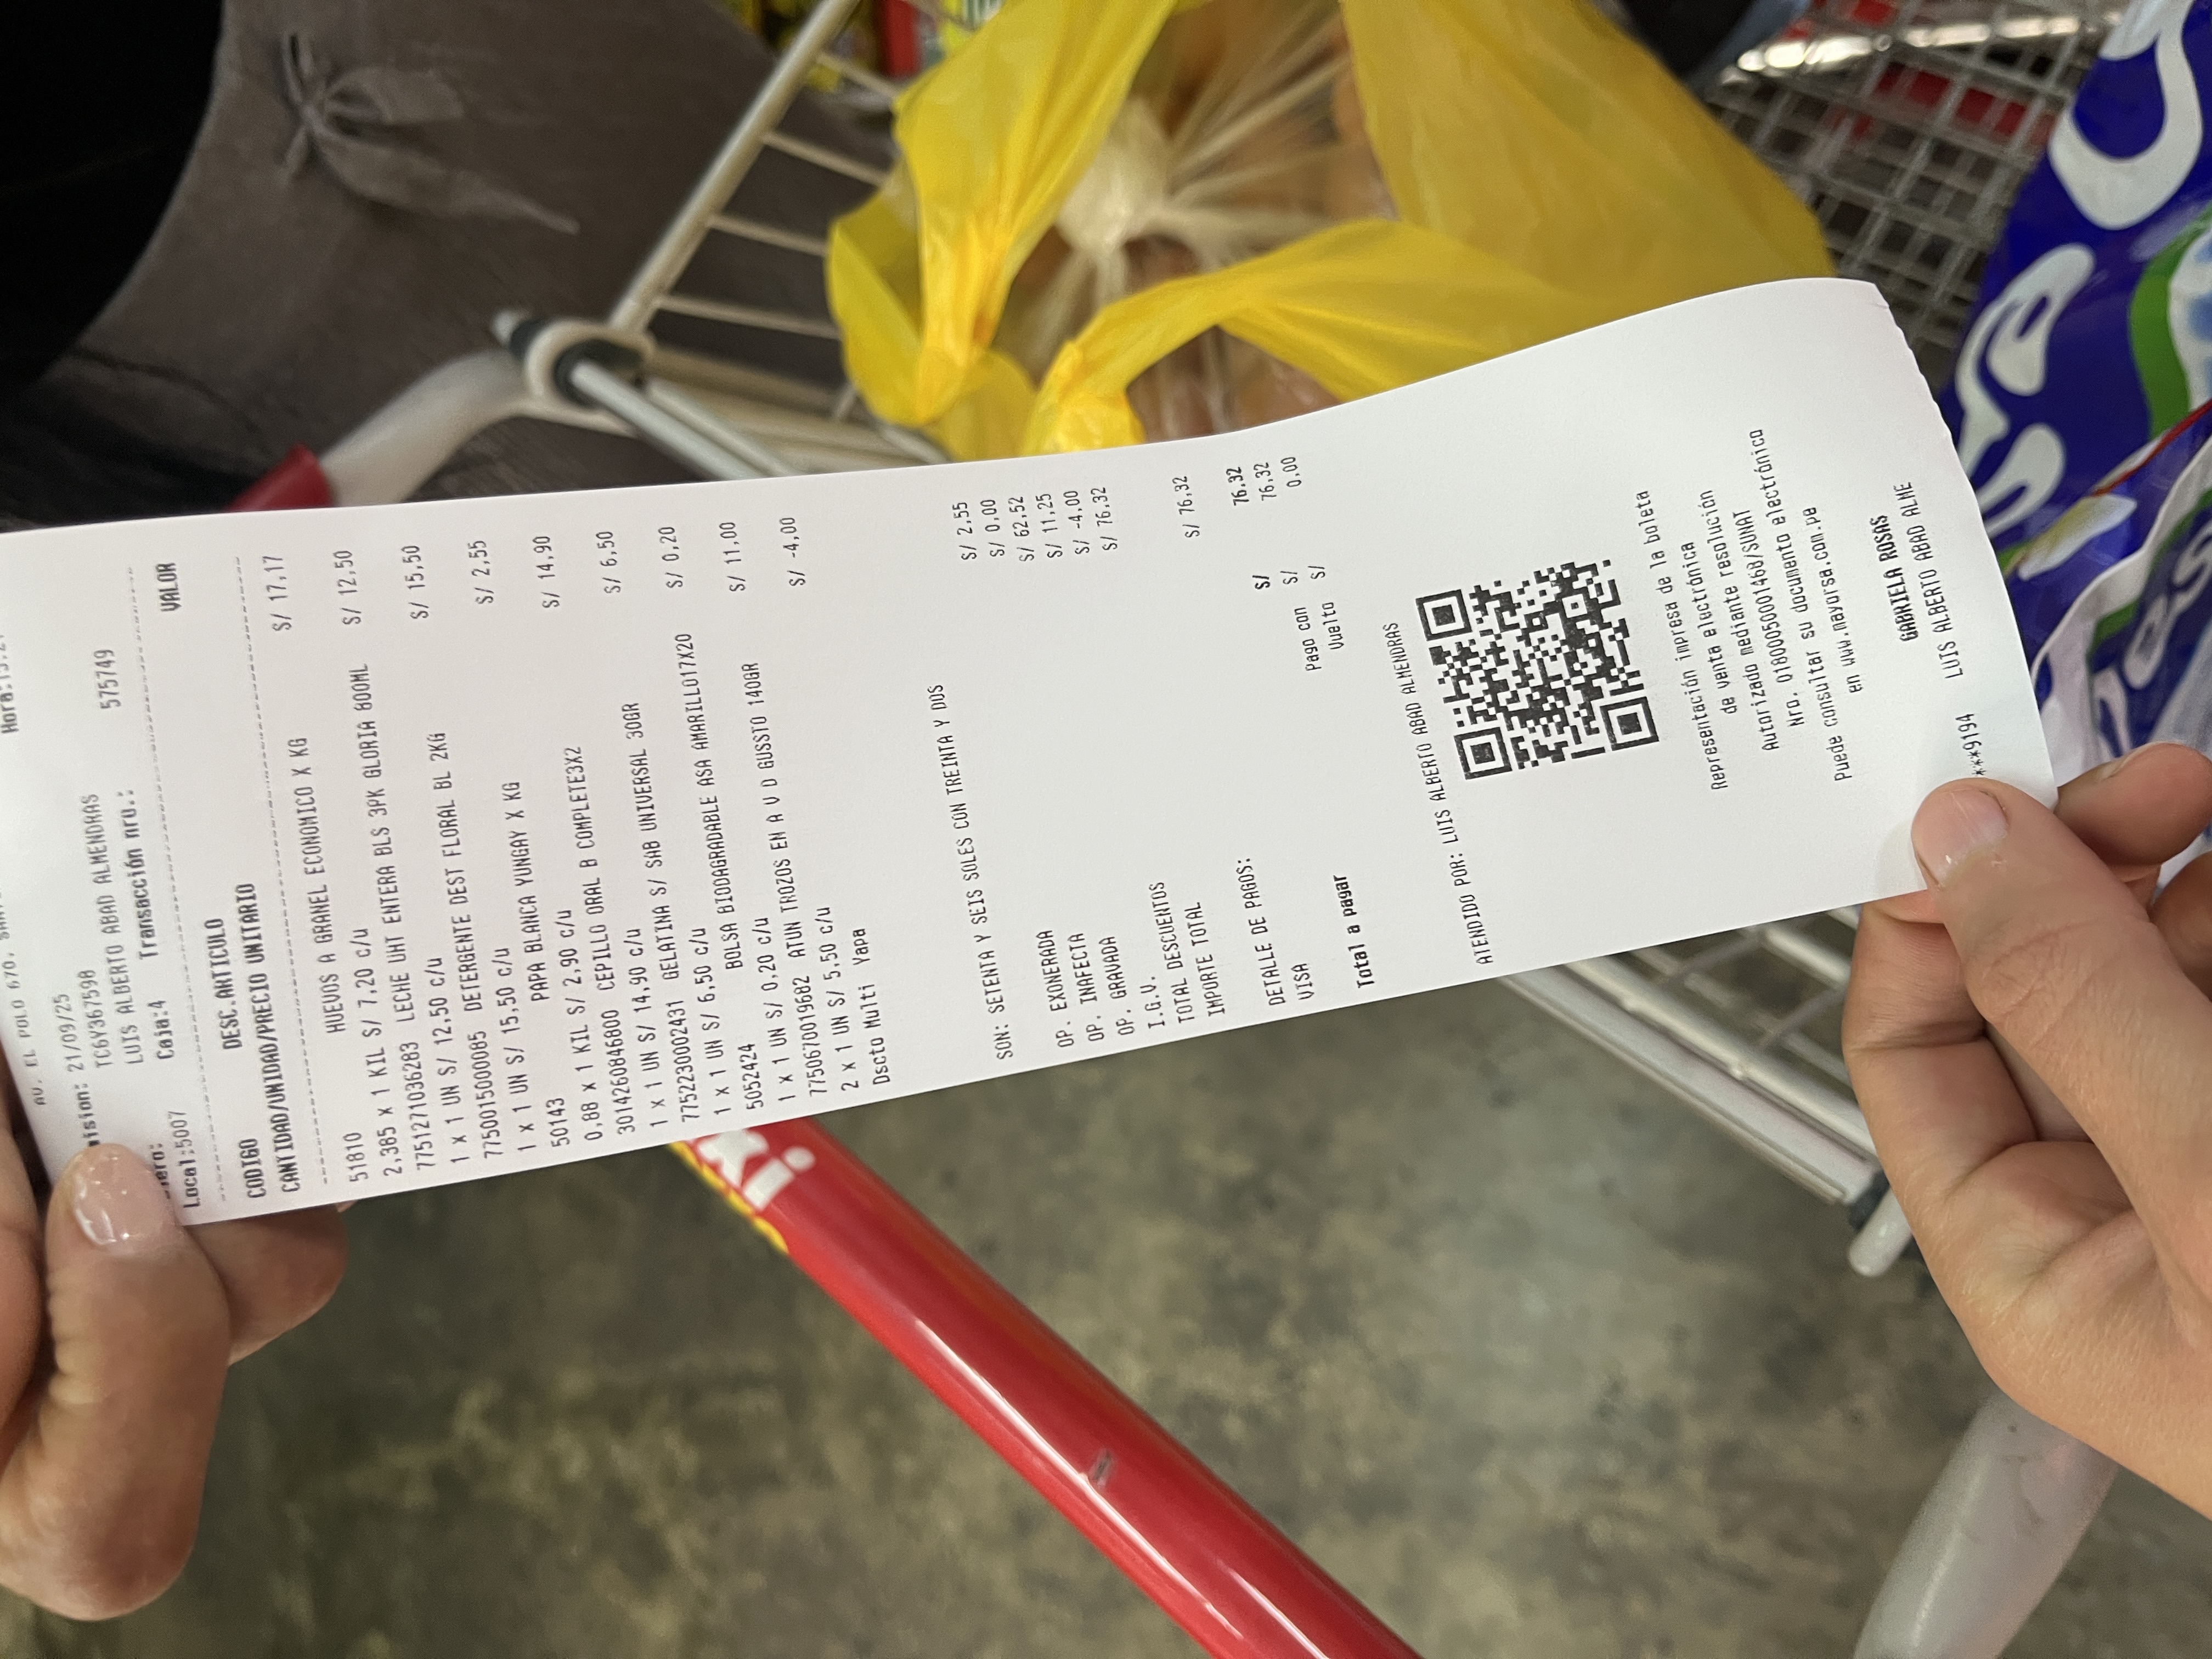 AV. EL POLO 670,
21/09/25
TC6Y367598
LUIS ALBERTO ABAD ALMENDRAS
Local:5007 Caja:4 Transacción nro.: 575749
VALOR
CODIGO DESC.ARTICULO
CANTIDAD/UNIDAD/PRECIO UNITARIO
51810 HUEVOS A GRANEL ECONOMICO X KG S/ 17,17
2,385 x 1 KIL S/ 7,20 c/u
7751271036283 LECHE UHT ENTERA BLS 3PK GLORIA 800ML S/ 12,50
1 x 1 UN S/ 12,50 c/u
7750015000085 DETERGENTE DEST FLORAL BL 2KG S/ 15,50
1 x 1 UN S/ 15,50 c/u
50143 PAPA BLANCA YUNGAY X KG S/ 2,55
0,88 x 1 KIL S/ 2,90 c/u
3014260846800 CEPILLO ORAL B COMPLETE3X2 S/ 14,90
1 x 1 UN S/ 14,90 c/u
7752230002431 GELATINA S/ SAB UNIVERSAL 30GR S/ 6,50
1 x 1 UN S/ 6,50 c/u
5052424 BOLSA BIODAGRADABLE ASA AMARILLO17X20 S/ 0,20
1 x 1 UN S/ 0,20 c/u
7750670019682 ATUN TROZOS EN A V D GUSSTO 140GR S/ 11,00
2 x 1 UN S/ 5,50 c/u
Dscto Multi Yapa S/ -4,00
SON: SETENTA Y SEIS SOLES CON TREINTA Y DOS
OP. EXONERADA S/ 2,55
OP. INAFECTA S/ 0,00
OP. GRAVADA S/ 62,52
I.G.V. S/ 11,25
TOTAL DESCUENTOS S/ -4,00
IMPORTE TOTAL S/ 76,32
DETALLE DE PAGOS:
VISA S/ 76,32
Total a pagar S/ 76.32
Pago con S/ 76,32
Vuelto S/ 0,00
ATENDIDO POR: LUIS ALBERTO ABAD ALMENDRAS
Representación impresa de la boleta
de venta electrónica
Autorizado mediante resolución
Nro. 0180005001468/SUNAT
Puede consultar su documento electrónico
en www.mayorsa.com.pe
GABRIELA ROSAS
***9194 LUIS ALBERTO ABAD ALME